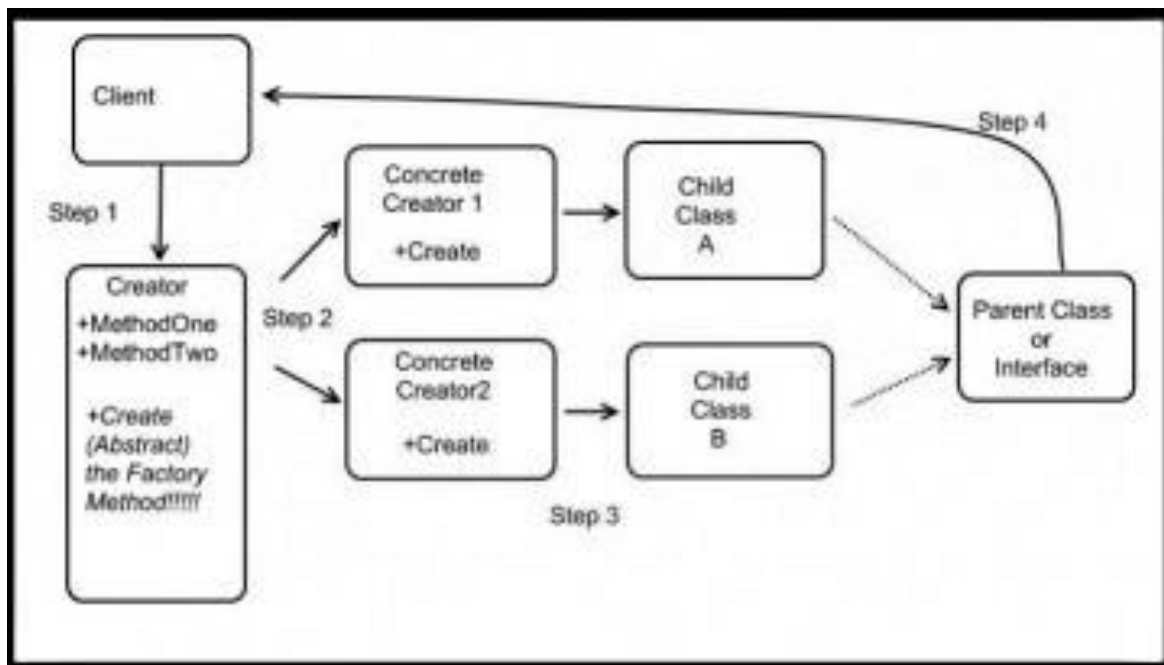 Client
Step 1
Creator
+MethodOne
+MethodTwo
+Create
(Abstract)
the Factory
Method!!!!!!
Step 2
Concrete
Creator 1
+Create
Concrete
Creator2
+Create
Step 3
Child
Class
A
Child
Class
B
Parent Class
or
Interface
Step 4